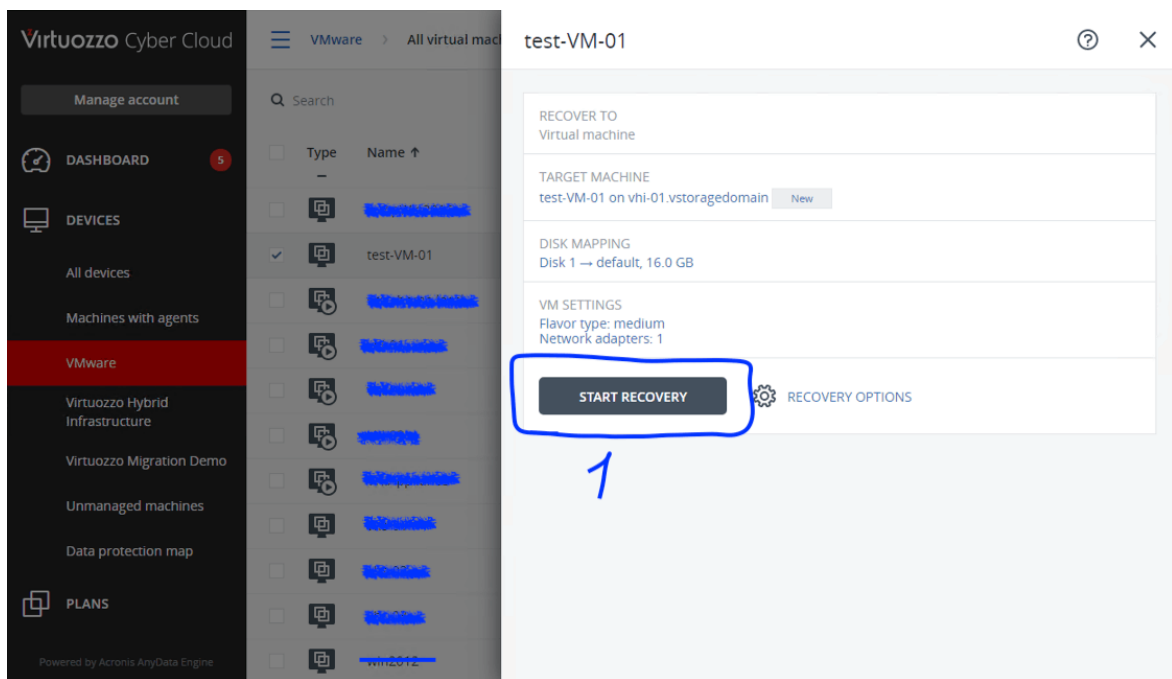 Virtuozzo Cyber Cloud
Manage account
DASHBOARD 5
DEVICES
All devices
Machines with agents
VMware
Virtuozzo Hybrid
Infrastructure
Virtuozzo Migration Demo
Unmanaged machines
Data protection map
PLANS
Powered by Acronis AnyData Engine
VMware > All virtual mach
Search
Type Name ↑
test-VM-01
win2012
test-VM-01
RECOVER TO
Virtual machine
TARGET MACHINE
test-VM-01 on vhi-01.vstoragedomain New
DISK MAPPING
Disk 1 → default, 16.0 GB
VM SETTINGS
Flavor type: medium
Network adapters: 1
START RECOVERY RECOVERY OPTIONS
1